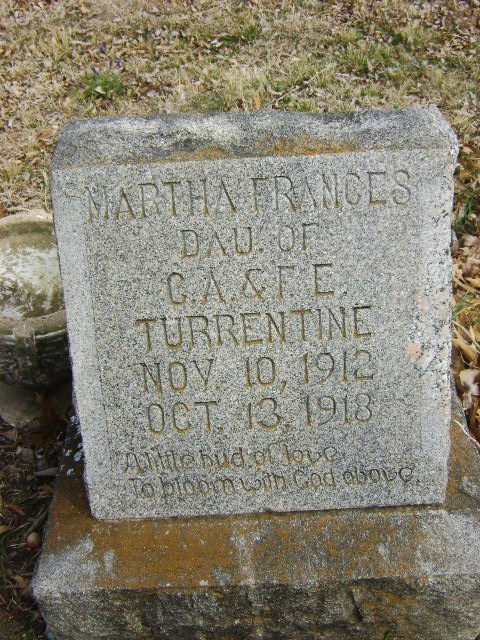 MARTHA FRANCES
DAU. OF
C. A. & F. E.
TURRENTINE
NOV. 10, 1912
OCT. 13, 1918
A little bud of love
To bloom with God above.